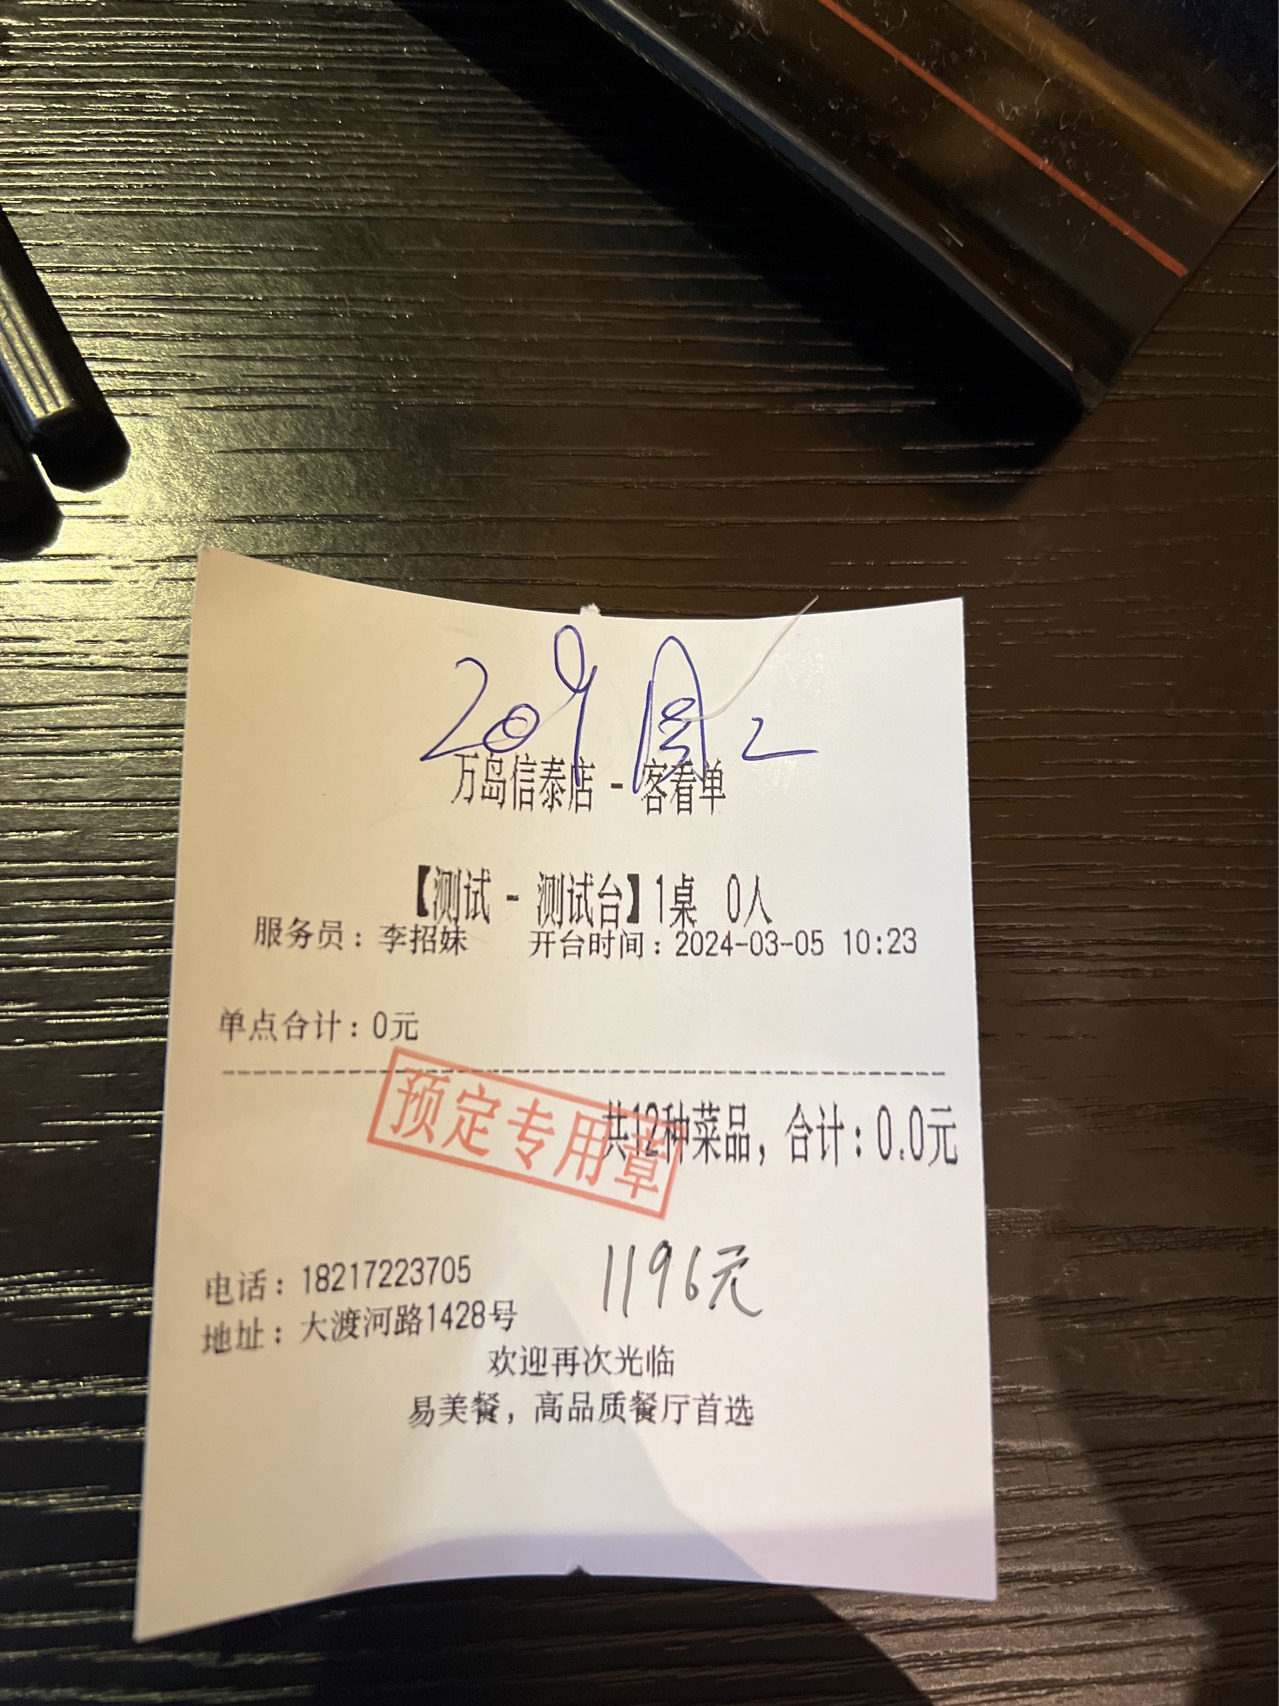 209 周2
万岛信泰店 - 客看单
【测试 - 测试台】1桌 0人
服务员：李招妹 开台时间：2024-03-05 10:23
单点合计：0元
预定专用章
共12种菜品，合计：0.0元
1196元
电话：18217223705
地址：大渡河路1428号
欢迎再次光临
易美餐，高品质餐厅首选